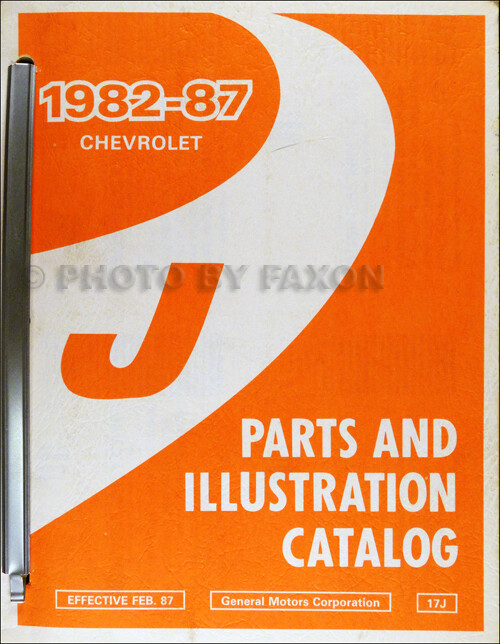 1982-87
CHEVROLET
© PHOTO BY FAXON
J
PARTS AND
ILLUSTRATION
CATALOG
EFFECTIVE FEB. 87
General Motors Corporation
17J